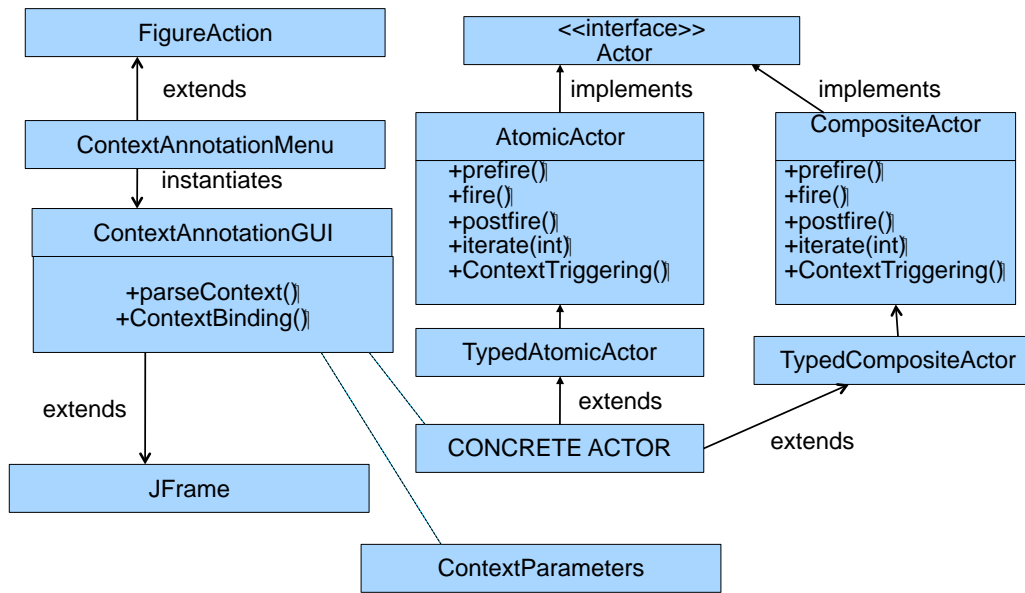 FigureAction
extends
ContextAnnotationMenu
instantiates
ContextAnnotationGUI
+parseContext()
+ContextBinding()
extends
JFrame
<<interface>>
Actor
implements
implements
AtomicActor
+prefire()
+fire()
+postfire()
+iterate(int)
+ContextTriggering()
CompositeActor
+prefire()
+fire()
+postfire()
+iterate(int)
+ContextTriggering()
TypedAtomicActor
TypedCompositeActor
extends
CONCRETE ACTOR
extends
ContextParameters